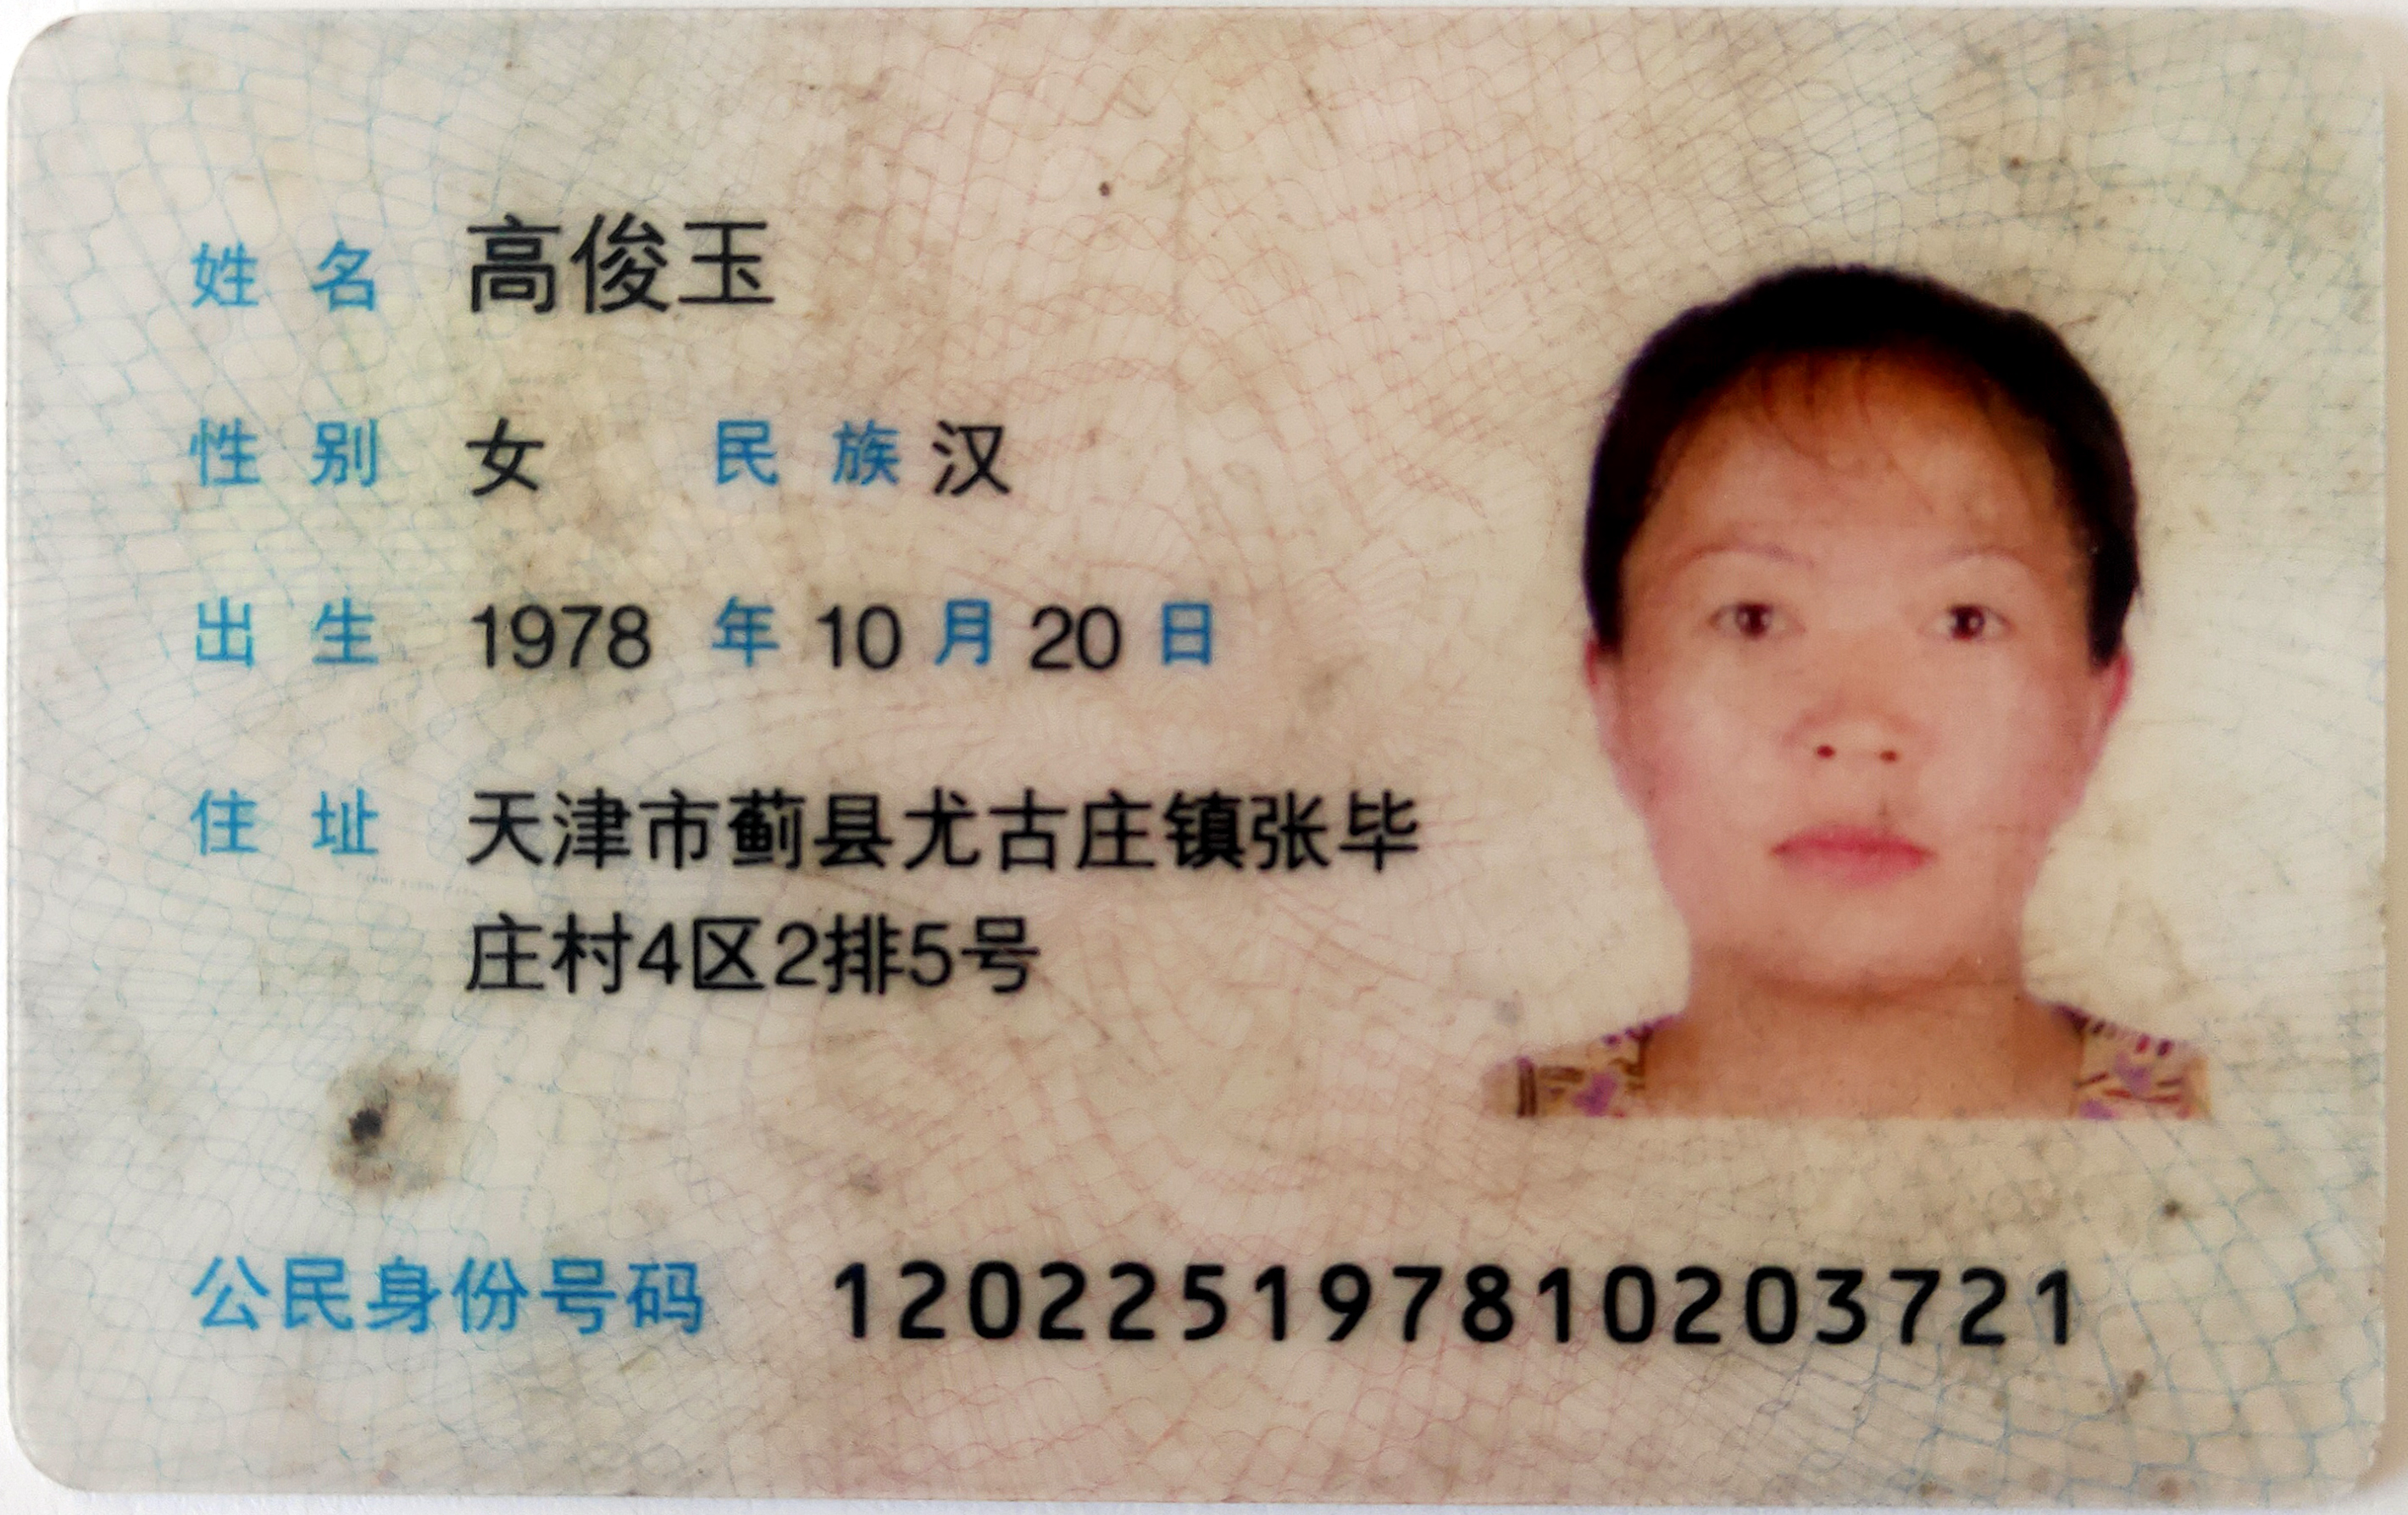 姓名 高俊玉
性别 女 民族 汉
出生 1978 年 10 月 20 日
住址 天津市蓟县尤古庄镇张毕
庄村4区2排5号
公民身份号码 120225197810203721